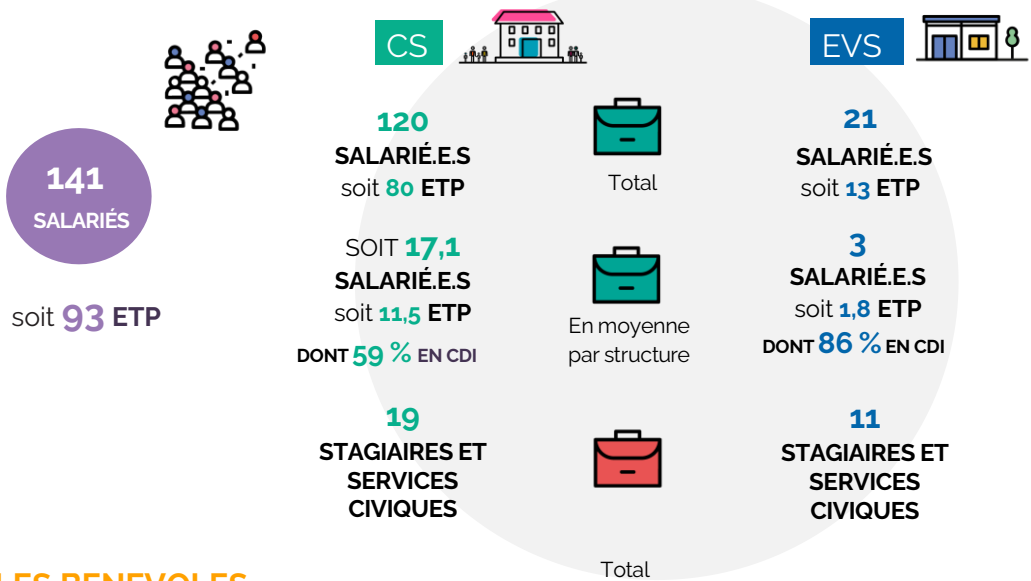 CS
EVS
141
SALARIÉS
soit 93 ETP
120
SALARIÉ.E.S
soit 80 ETP
Total
21
SALARIÉ.E.S
soit 13 ETP
SOIT 17,1
SALARIÉ.E.S
soit 11,5 ETP
DONT 59 % EN CDI
En moyenne
par structure
3
SALARIÉ.E.S
soit 1,8 ETP
DONT 86 % EN CDI
19
STAGIAIRES ET
SERVICES
CIVIQUES
11
STAGIAIRES ET
SERVICES
CIVIQUES
Total
LES BENEVOLES